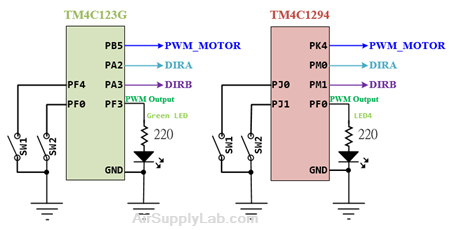 TM4C123G
PB5
PWM_MOTOR
PA2
DIRA
PA3
DIRB
PF4
PF0
PF3
PWM Output
Green LED
220
SW1
SW2
GND
TM4C1294
PK4
PWM_MOTOR
PM0
DIRA
PM1
DIRB
PJ0
PJ1
PF0
PWM Output
LED4
220
SW1
SW2
GND
AirSupplyLab.com